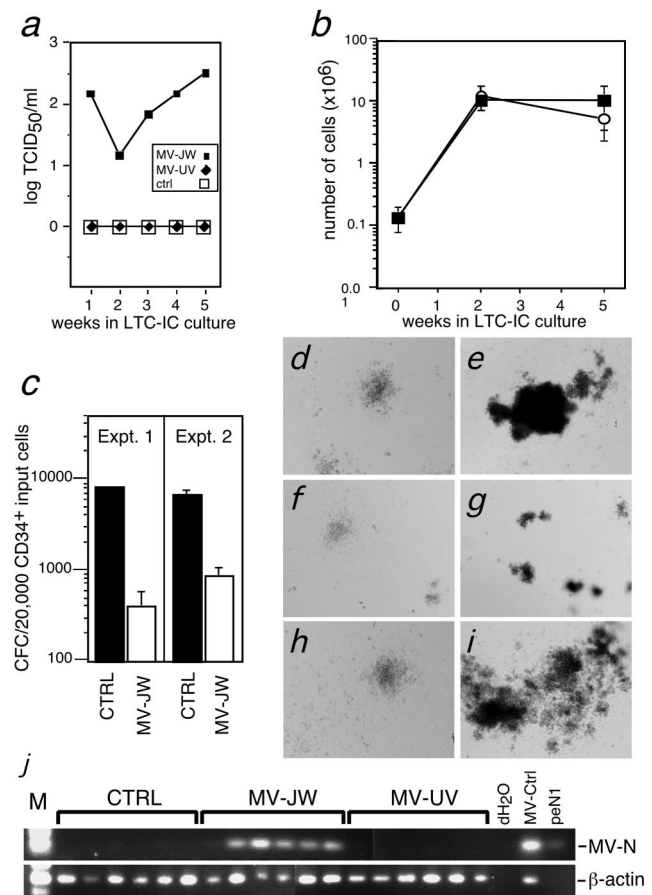 a
3
2
1
0
log TCID50/ml
MV-JW
MV-UV
ctrl
1 2 3 4 5
weeks in LTC-IC culture
b
100
10
1
0.1
0.0
1
number of cells (x10⁶)
0 1 2 5
weeks in LTC-IC culture
c
Expt. 1 Expt. 2
10000
1000
100
CFC/20,000 CD34+ input cells
CTRL
MV-JW
CTRL
MV-JW
d
e
f
g
h
i
j
M CTRL MV-JW MV-UV dH2O MV-Ctrl peN1
-MV-N
-β-actin